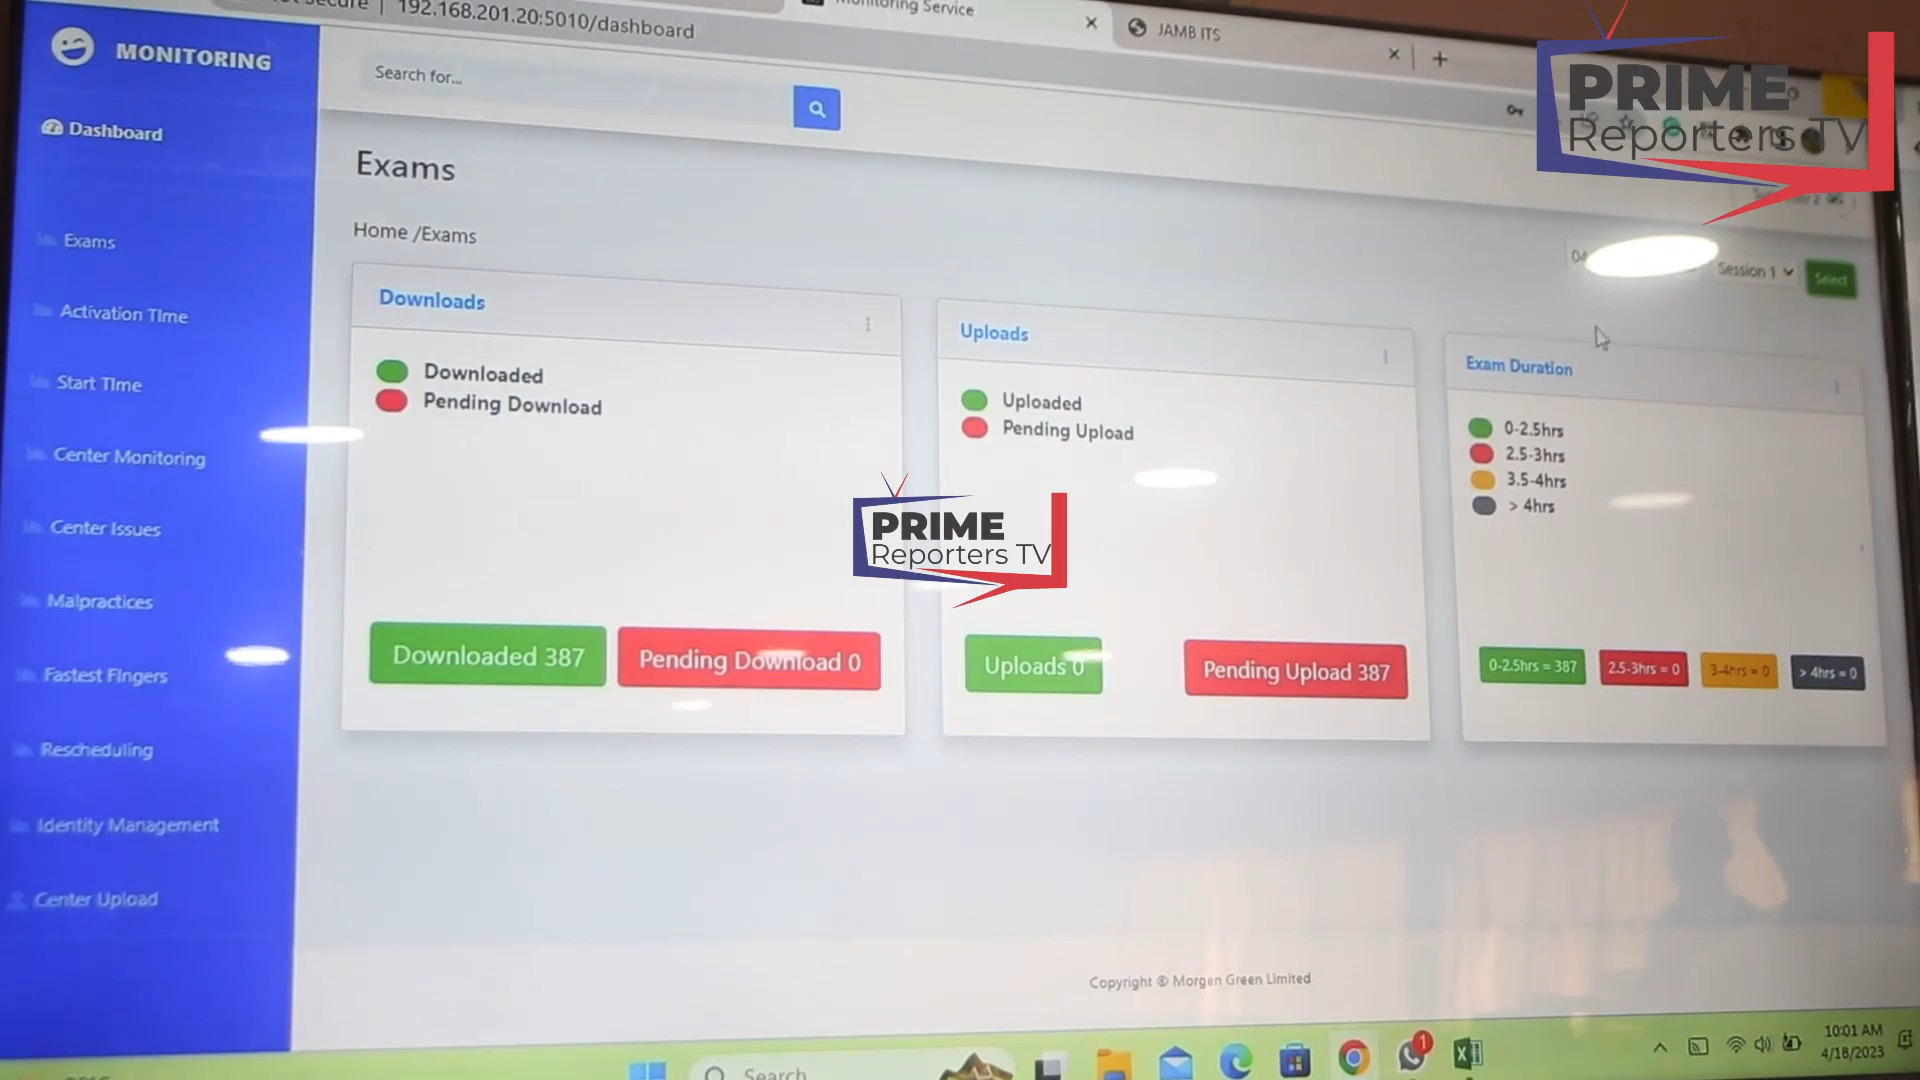 192.168.201.20:5010/dashboard
JAMB ITS
MONITORING
Search for...
PRIME
Reporters TV
Dashboard
Exams
Home /Exams
Session 1
Select
Exams
Activation TIme
Start TIme
Center Monitoring
Center Issues
Malpractices
Fastest FIngers
Rescheduling
Identity Management
Center Upload
Downloads
Downloaded
Pending Download
Downloaded 387
Pending Download 0
Uploads
Uploaded
Pending Upload
Uploads 0
Pending Upload 387
Exam Duration
0-2.5hrs
2.5-3hrs
3.5-4hrs
> 4hrs
0-2.5hrs = 387
2.5-3hrs = 0
3-4hrs = 0
> 4hrs = 0
PRIME
Reporters TV
Copyright © Morgen Green Limited
Search
1
10:01 AM
4/18/2023